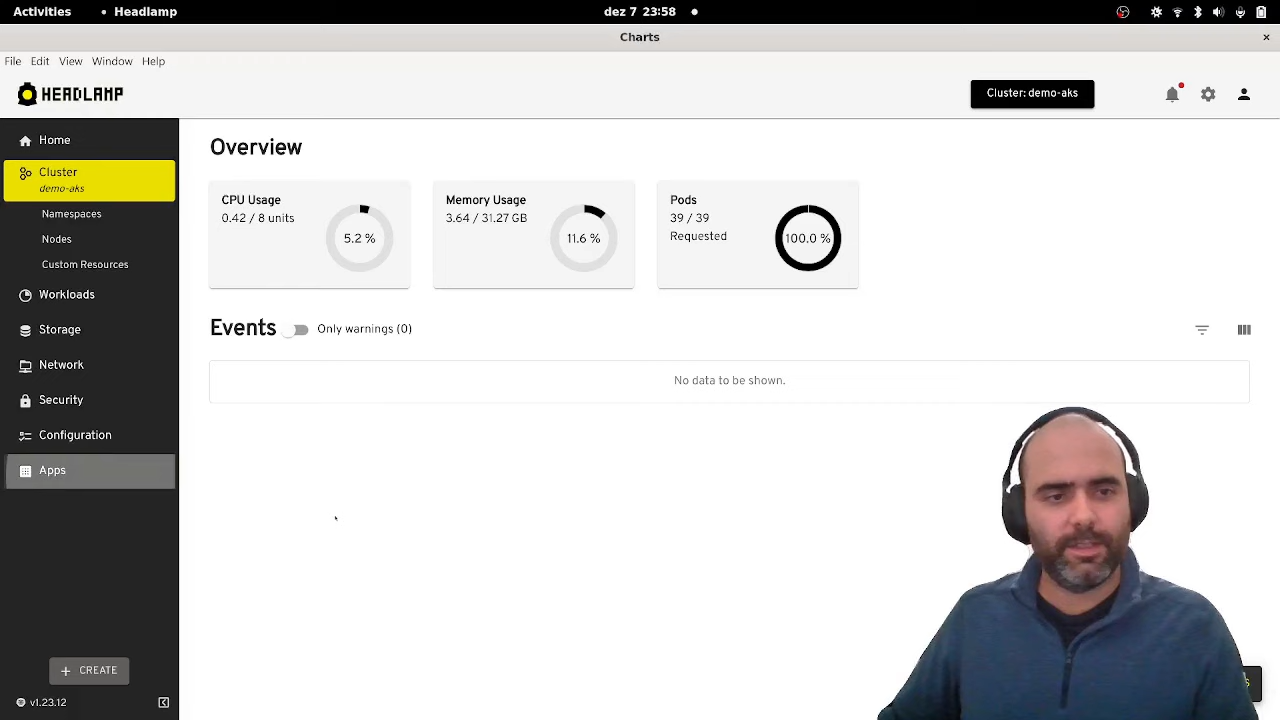 Activities
Headlamp
dez 7 23:58
Charts
File Edit View Window Help
HEADLAMP
Cluster: demo-aks
Home
Cluster
demo-aks
Namespaces
Nodes
Custom Resources
Workloads
Storage
Network
Security
Configuration
Apps
+ CREATE
v1.23.12
Overview
CPU Usage
0.42 / 8 units
5.2 %
Memory Usage
3.64 / 31.27 GB
11.6 %
Pods
39 / 39
Requested
100.0 %
Events
Only warnings (0)
No data to be shown.